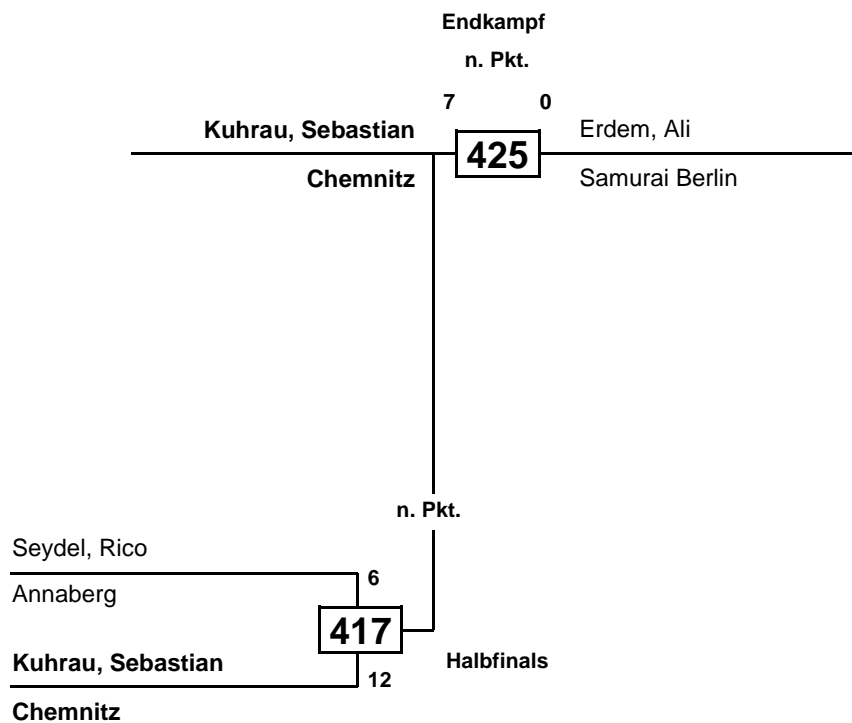 Endkampf
n. Pkt.
7 0
Kuhrau, Sebastian 425 Erdem, Ali
Chemnitz Samurai Berlin
n. Pkt.
Seydel, Rico
6
Annaberg
417
Kuhrau, Sebastian Halbfinals
12
Chemnitz